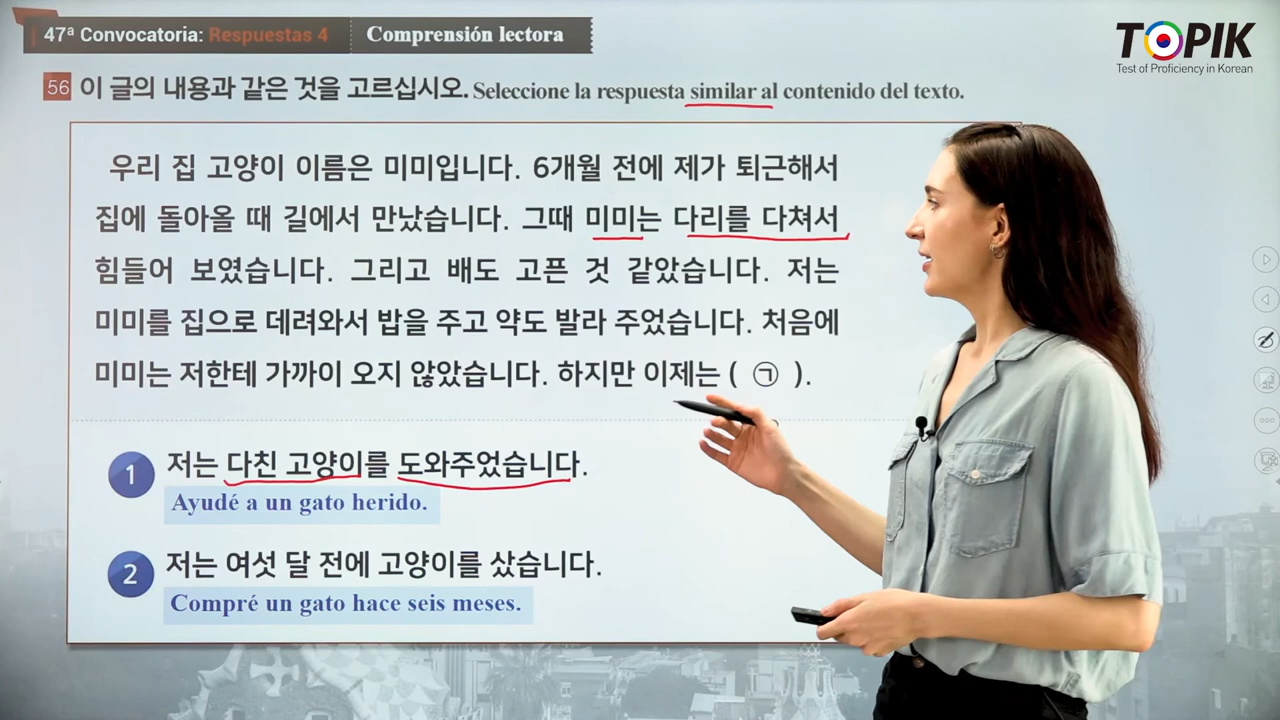 47ª Convocatoria: Respuestas 4 Comprensión lectora
TOPIK
Test of Proficiency in Korean
56 이 글의 내용과 같은 것을 고르십시오. Seleccione la respuesta similar al contenido del texto.
우리 집 고양이 이름은 미미입니다. 6개월 전에 제가 퇴근해서
집에 돌아올 때 길에서 만났습니다. 그때 미미는 다리를 다쳐서
힘들어 보였습니다. 그리고 배도 고픈 것 같았습니다. 저는
미미를 집으로 데려와서 밥을 주고 약도 발라 주었습니다. 처음에
미미는 저한테 가까이 오지 않았습니다. 하지만 이제는 ( ㉠ ).
1 저는 다친 고양이를 도와주었습니다.
Ayudé a un gato herido.
2 저는 여섯 달 전에 고양이를 샀습니다.
Compré un gato hace seis meses.